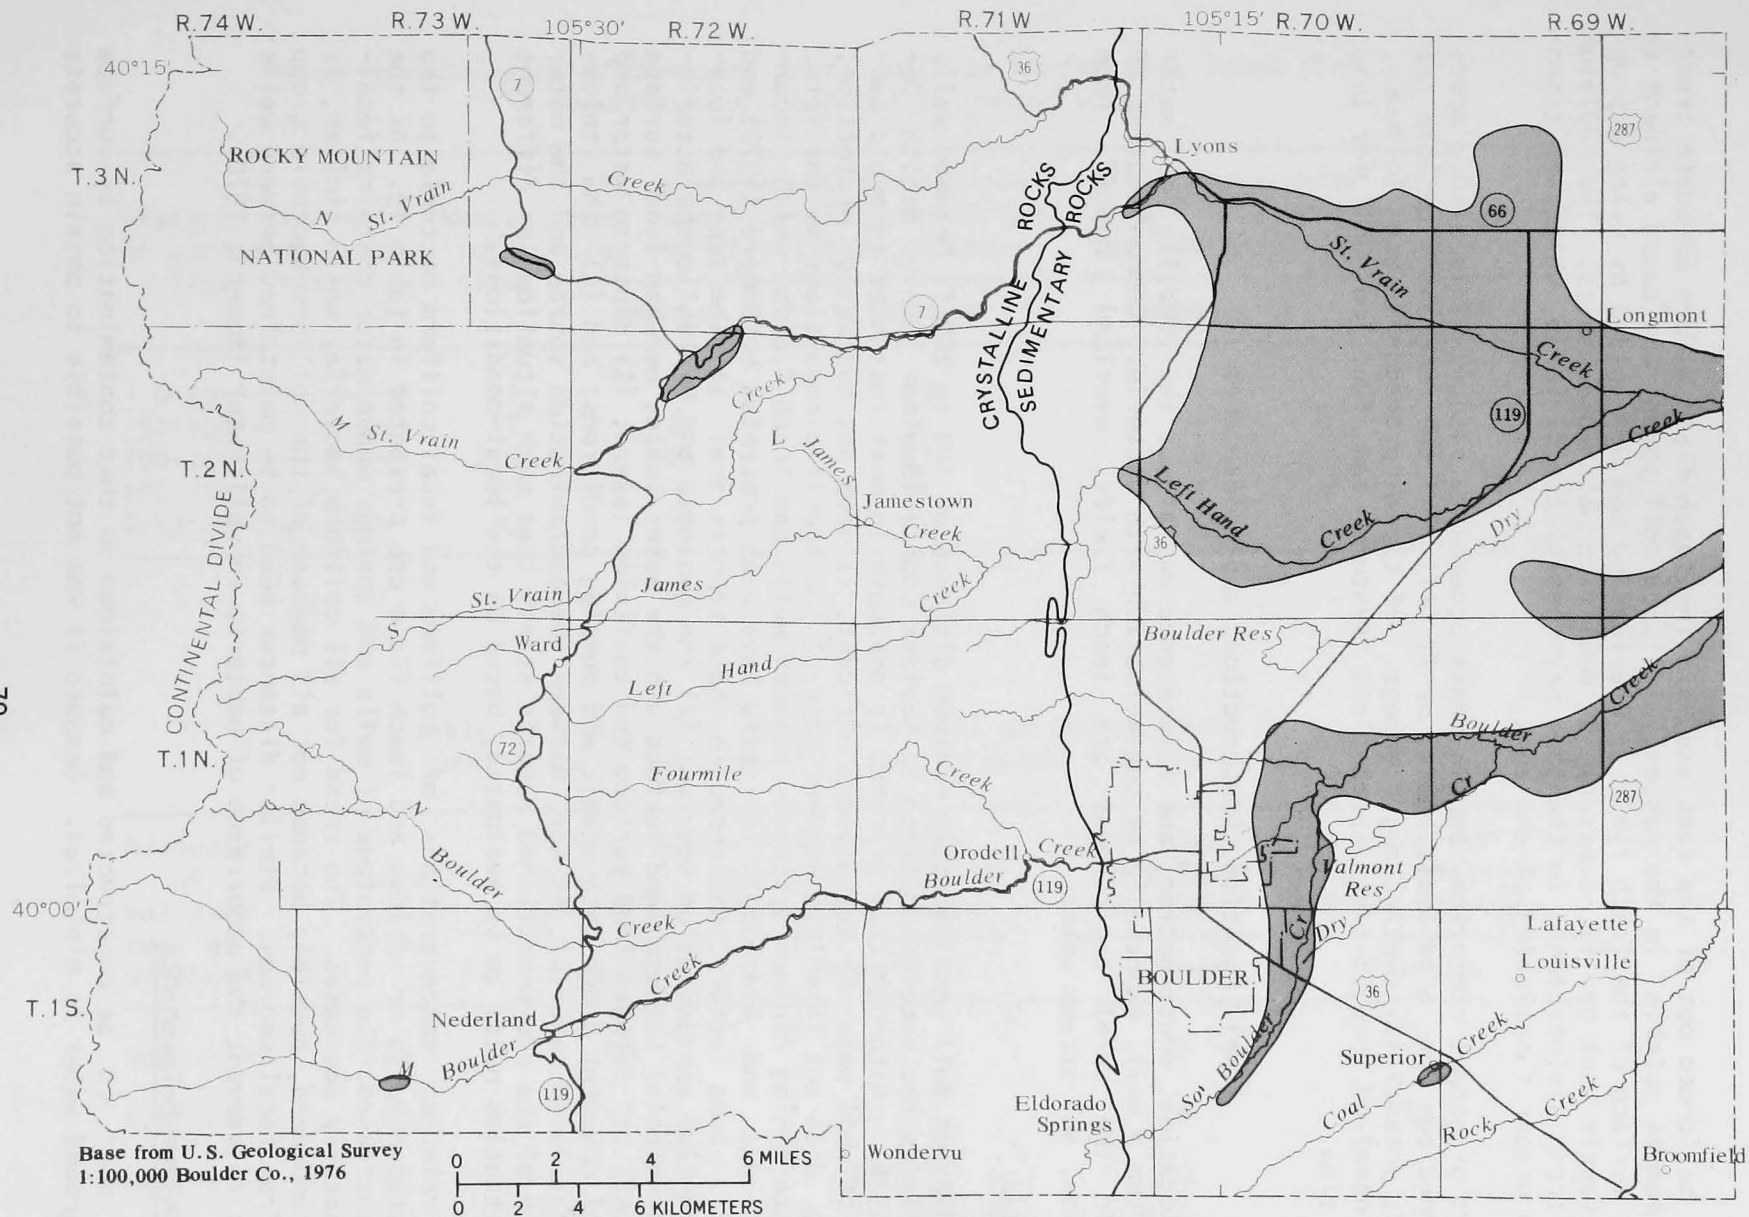 R.74 W.
R.73 W.
105°30'
R.72 W.
R.71 W
105°15'
R.70 W.
R.69 W.
40°15'
7
36
287
Lyons
ROCKY MOUNTAIN
T.3 N.
Creek
ROCKS
ROCKS
N
St. Vrain
66
NATIONAL PARK
St. Vrain
7
Longmont
CRYSTALLINE
SEDIMENTARY
Creek
Creek
119
Creek
M
St. Vrain
Creek
L
James
T.2 N.
Left Hand
Creek
Jamestown
Dry
Creek
36
CONTINENTAL DIVIDE
St. Vrain
James
Creek
S
Ward
Boulder Res
Left
Hand
Creek
Boulder
72
T.1 N.
Fourmile
Creek
Cr
287
N
Boulder
Orodell
Creek
Boulder
119
Valmont
Res
40°00'
Creek
Cr
Dry
Lafayette
Creek
BOULDER
Louisville
36
T.1 S.
Nederland
M
Boulder
Boulder
Creek
Superior
119
Eldorado
Springs
Coal
Rock
Creek
Wondervu
Broomfield
Base from U.S. Geological Survey
1:100,000 Boulder Co., 1976
0 2 4 6 MILES
0 2 4 6 KILOMETERS